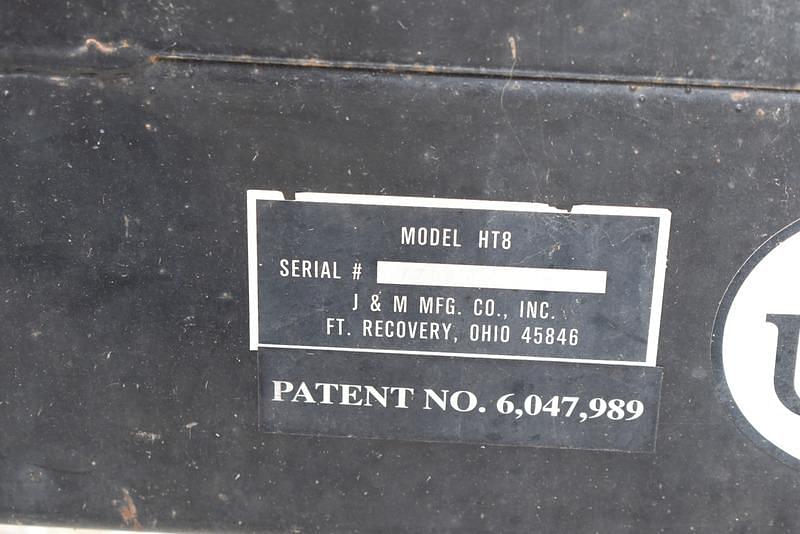 MODEL HT8
SERIAL #
J & M MFG. CO., INC.
FT. RECOVERY, OHIO 45846
PATENT NO. 6,047,989